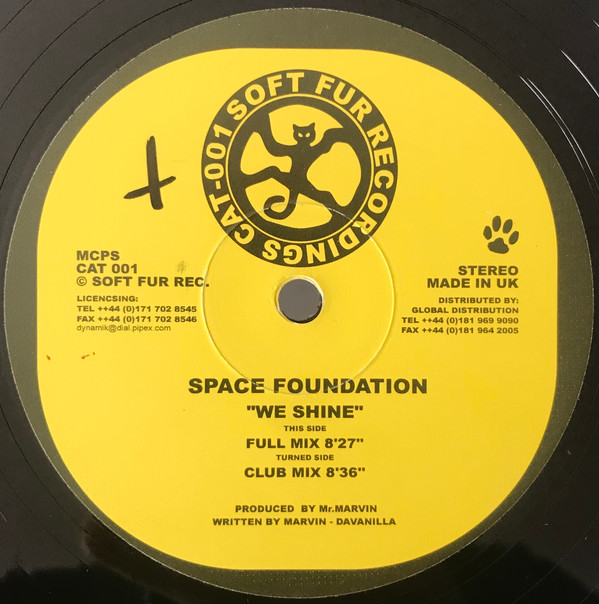 SOFT FUR RECORDINGS CAT-001
MCPS
CAT 001
© SOFT FUR REC.
LICENCSING:
TEL ++44 (0)171 702 8545
FAX ++44 (0)171 702 8546
dynamik@dial.pipex.com
STEREO
MADE IN UK
DISTRIBUTED BY:
GLOBAL DISTRIBUTION
TEL ++44 (0)181 969 9090
FAX ++44 (0)181 964 2005
SPACE FOUNDATION
"WE SHINE"
THIS SIDE
FULL MIX 8'27"
TURNED SIDE
CLUB MIX 8'36"
PRODUCED BY Mr.MARVIN
WRITTEN BY MARVIN - DAVANILLA